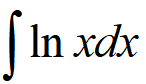 ∫ ln xdx